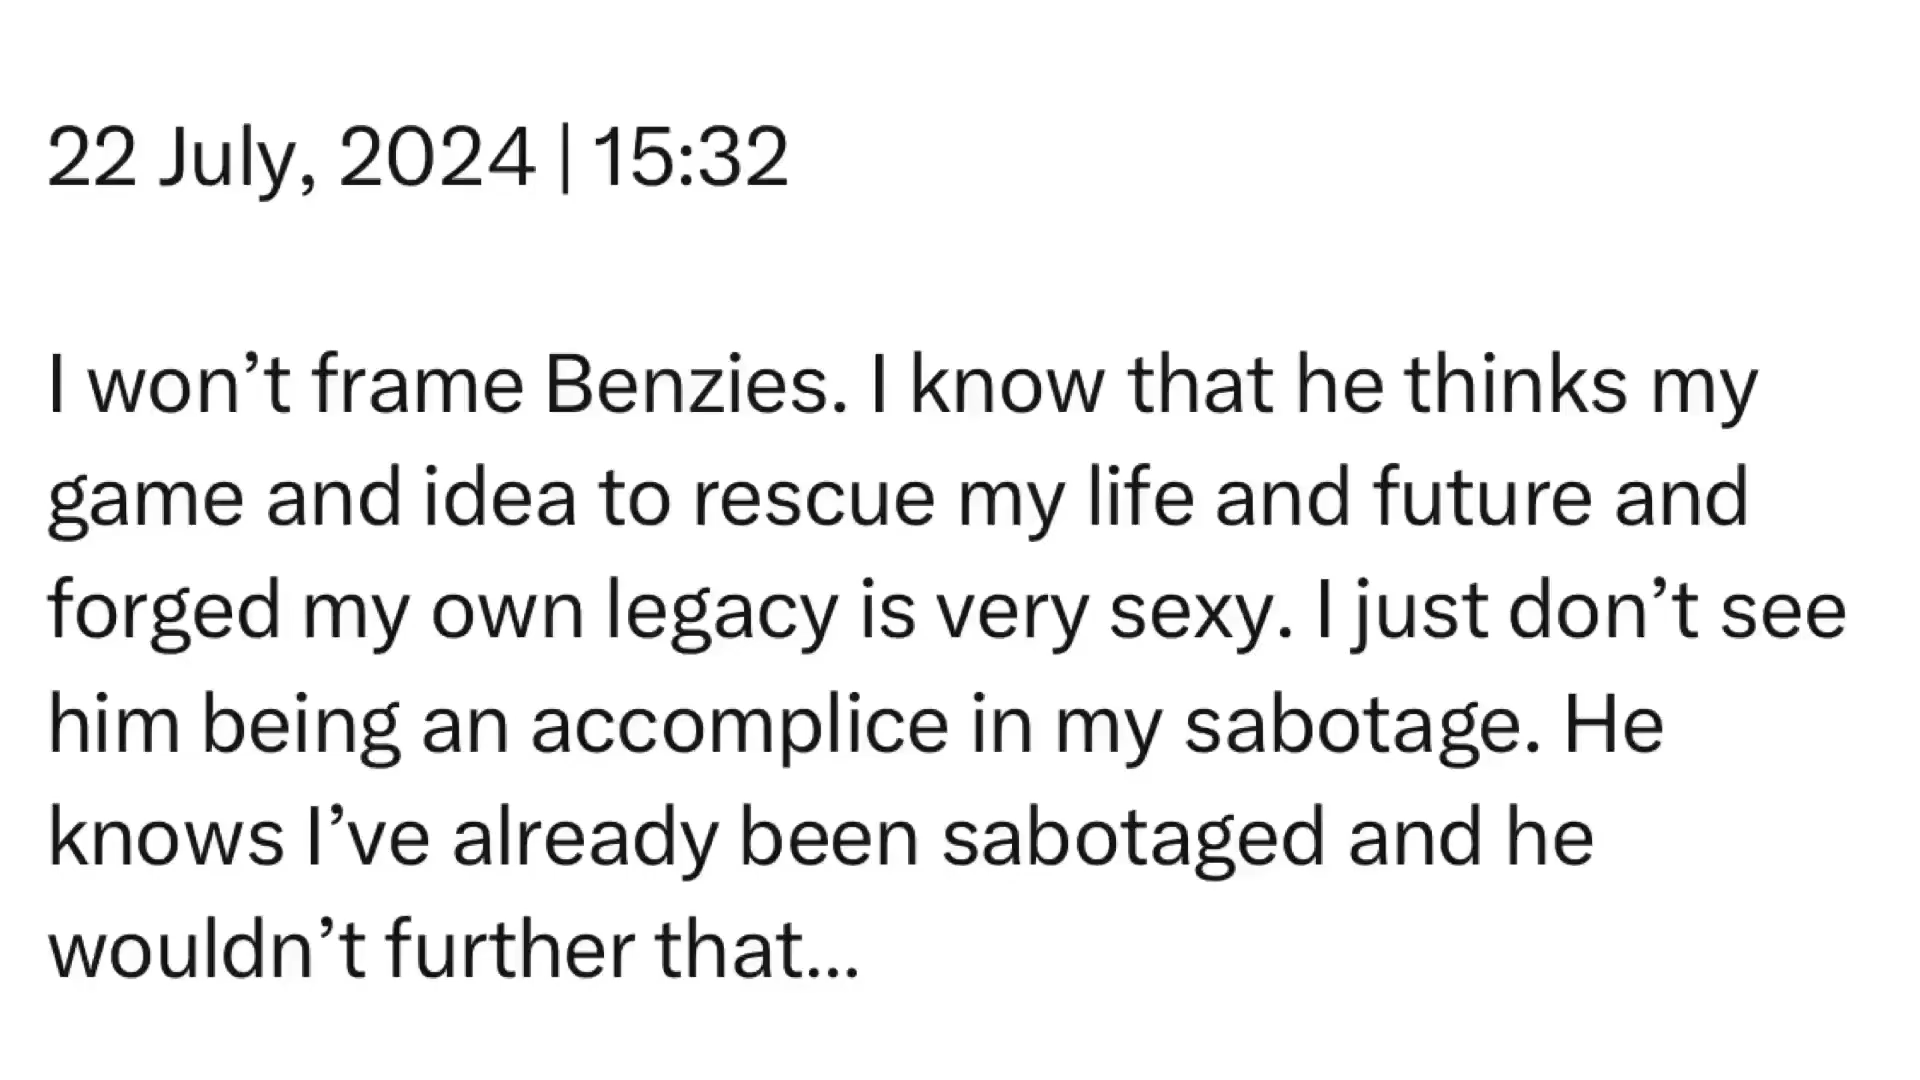 22 July, 2024 | 15:32
I won’t frame Benzies. I know that he thinks my
game and idea to rescue my life and future and
forged my own legacy is very sexy. I just don’t see
him being an accomplice in my sabotage. He
knows I’ve already been sabotaged and he
wouldn’t further that...